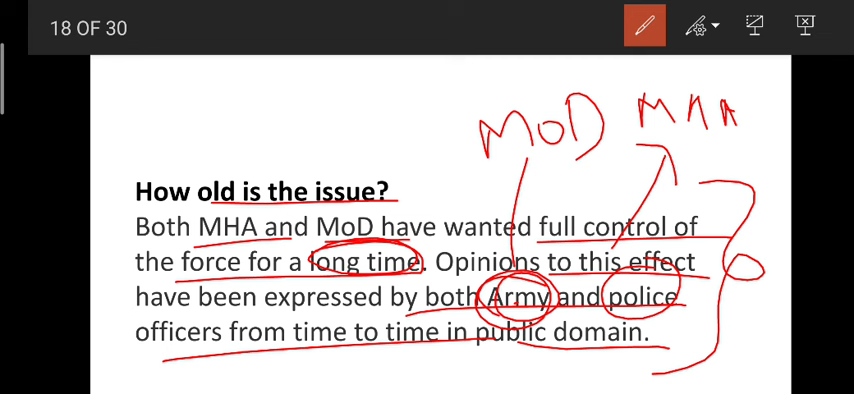 18 OF 30
MoD MHA
How old is the issue?
Both MHA and MoD have wanted full control of
the force for a long time. Opinions to this effect
have been expressed by both Army and police
officers from time to time in public domain.